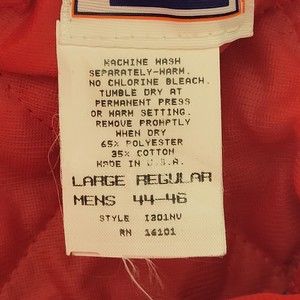 MACHINE WASH
SEPARATELY-WARM.
NO CHLORINE BLEACH.
TUMBLE DRY AT
PERMANENT PRESS
OR WARM SETTING.
REMOVE PROMPTLY
WHEN DRY
65% POLYESTER
35% COTTON
MADE IN U.S.A.
LARGE REGULAR
MENS 44-46
STYLE I301NV
RN 16101